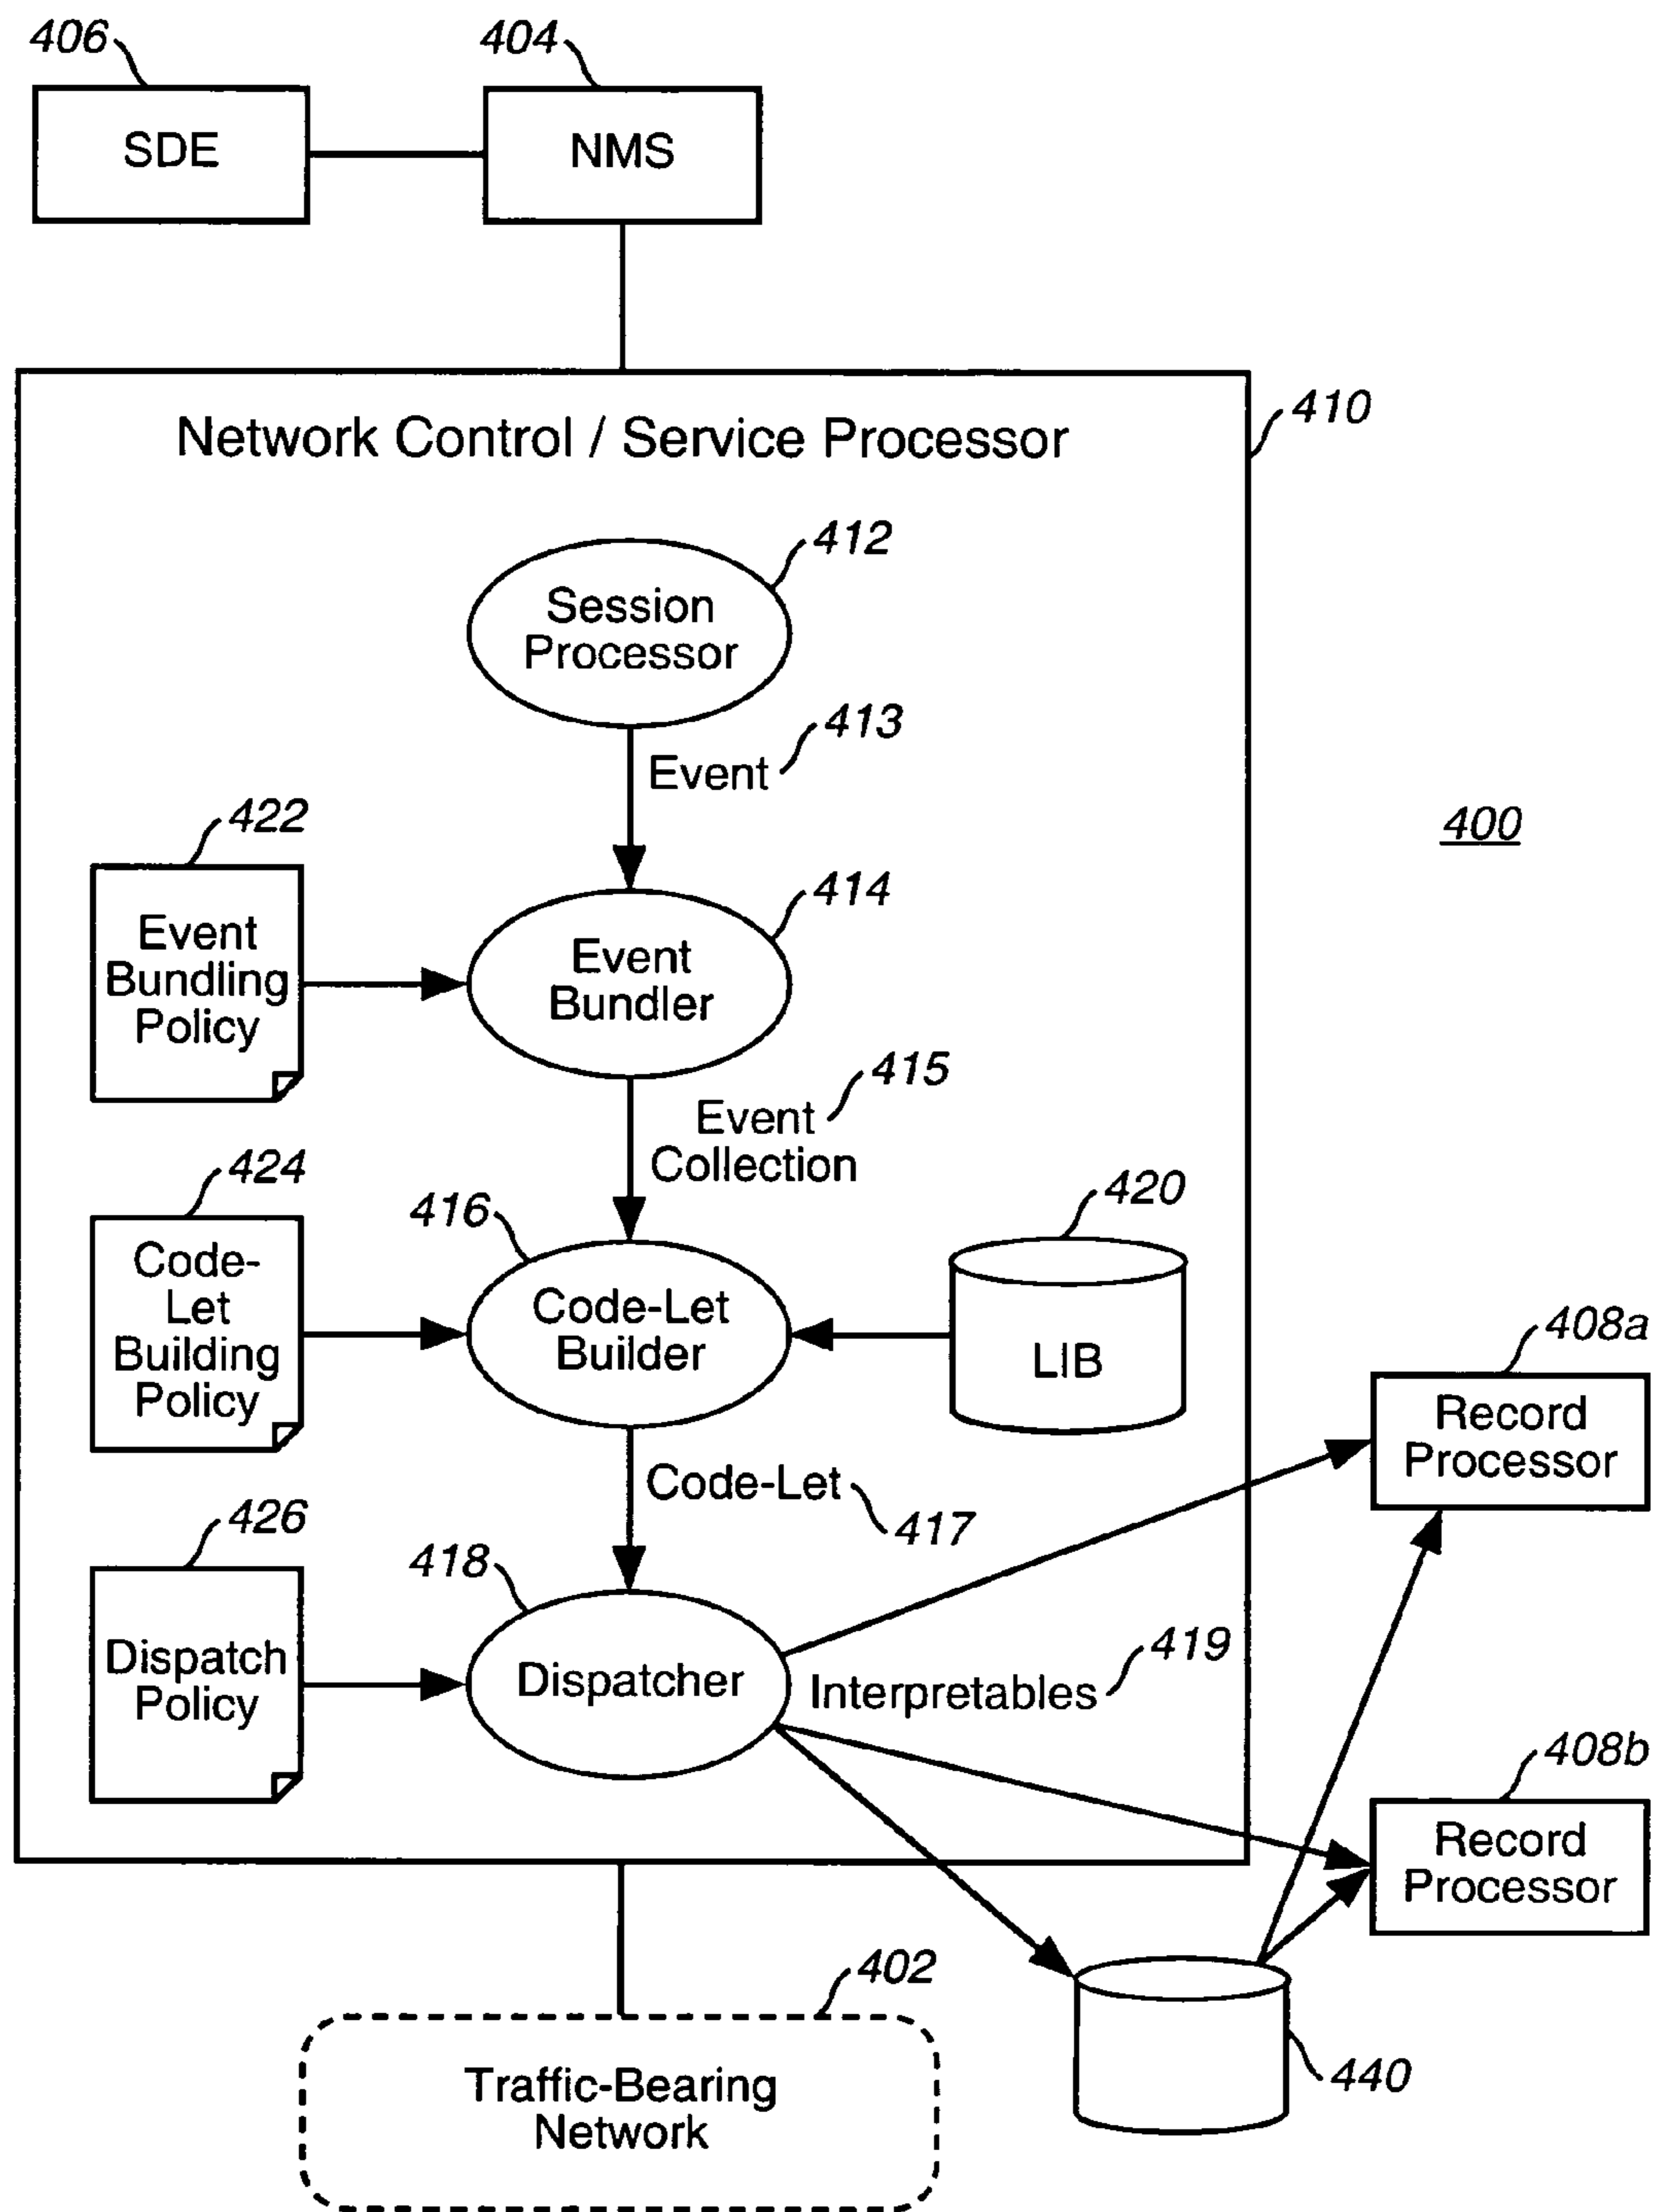 406
404
SDE
NMS
410
Network Control / Service Processor
412
Session
Processor
413
Event
400
422
414
Event
Bundling
Policy
Event
Bundler
415
Event
Collection
424
416
420
Code-
Let
Building
Policy
Code-Let
Builder
LIB
408a
Record
Processor
Code-Let
417
426
418
Dispatch
Policy
Dispatcher
Interpretables
419
408b
Record
Processor
402
Traffic-Bearing
Network
440